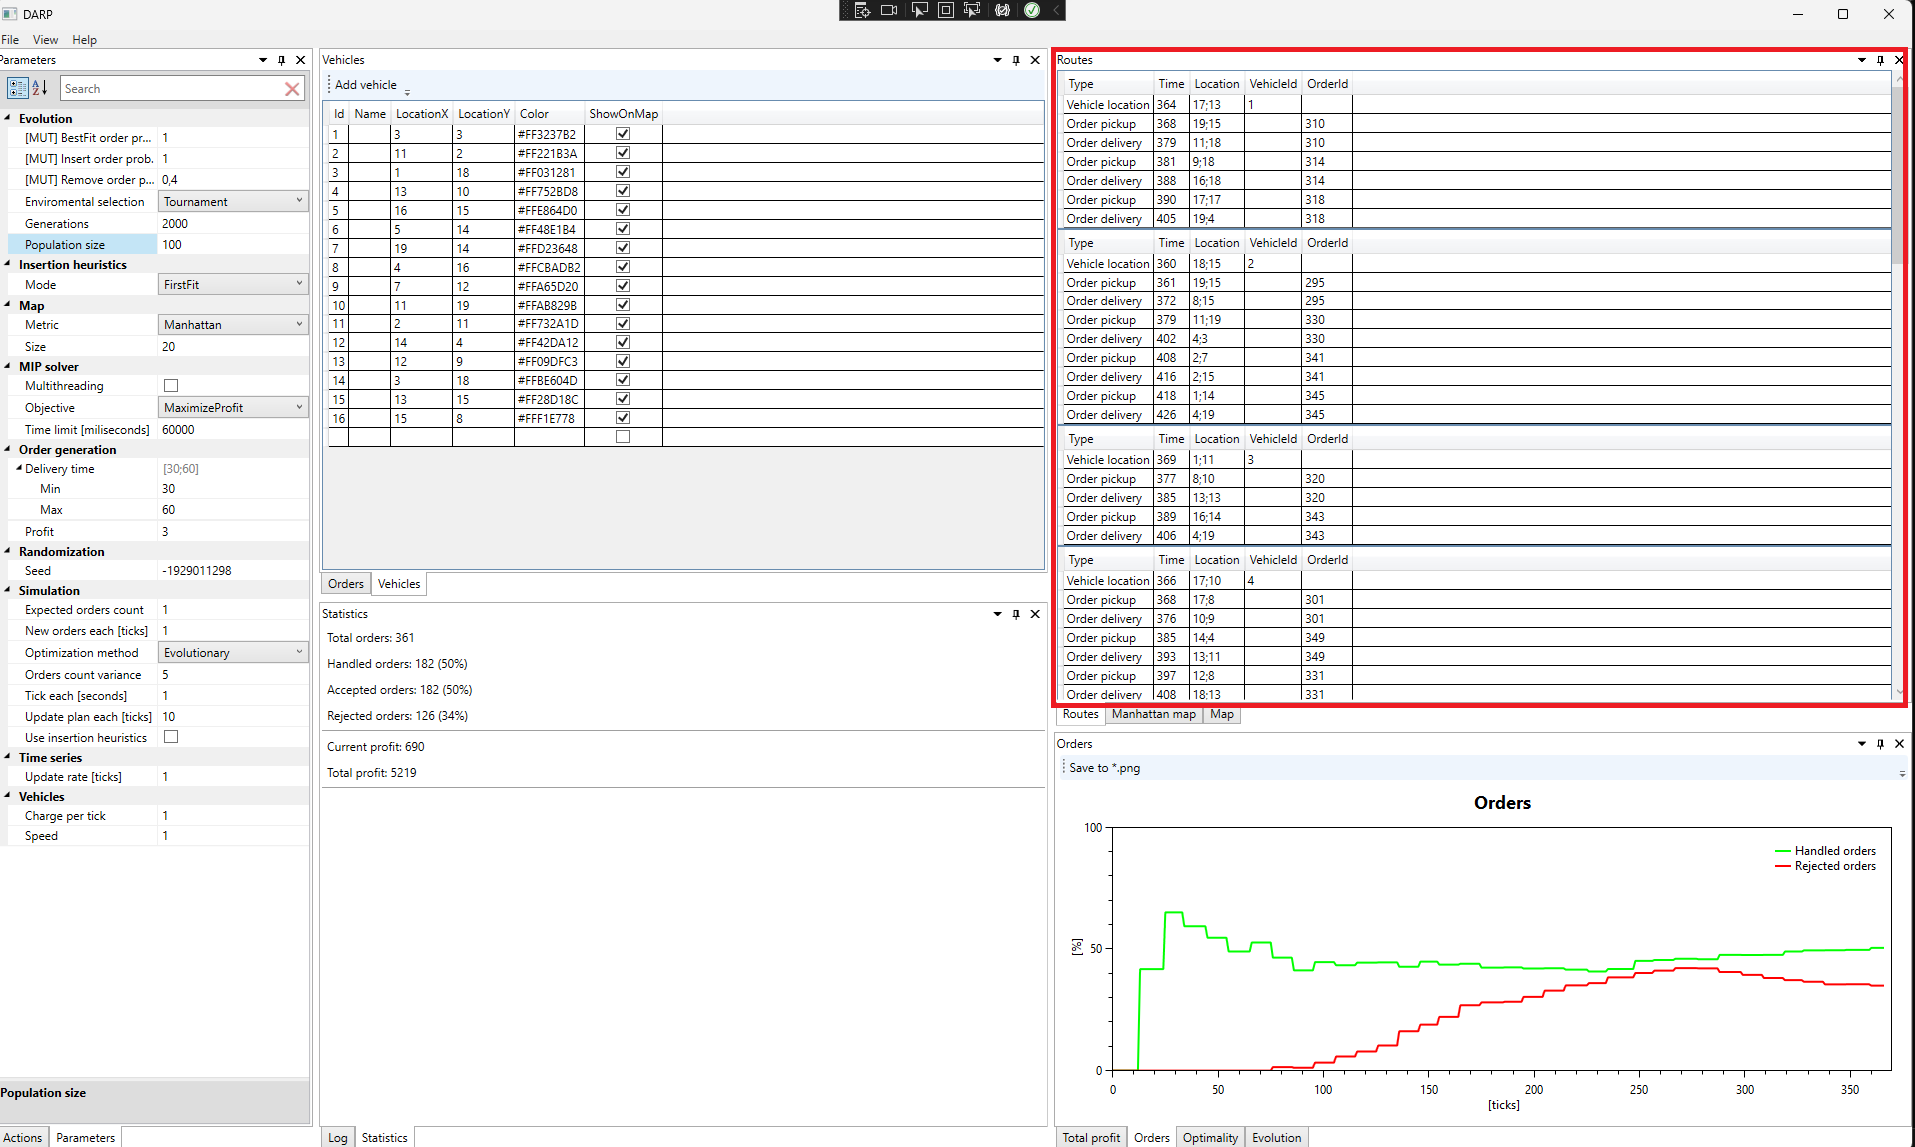 DARP
File View Help
Parameters
Search
Evolution
[MUT] BestFit order pr... 1
[MUT] Insert order prob. 1
[MUT] Remove order p... 0,4
Enviromental selection Tournament
Generations 2000
Population size 100
Insertion heuristics
Mode FirstFit
Map
Metric Manhattan
Size 20
MIP solver
Multithreading
Objective MaximizeProfit
Time limit [miliseconds] 60000
Order generation
Delivery time [30;60]
Min 30
Max 60
Profit 3
Randomization
Seed -1929011298
Simulation
Expected orders count 1
New orders each [ticks] 1
Optimization method Evolutionary
Orders count variance 5
Tick each [seconds] 1
Update plan each [ticks] 10
Use insertion heuristics
Time series
Update rate [ticks] 1
Vehicles
Charge per tick 1
Speed 1
Population size
Actions Parameters
Vehicles
Add vehicle
Id Name LocationX LocationY Color ShowOnMap
1 3 3 #FF3237B2
2 11 2 #FF221B3A
3 1 18 #FF031281
4 13 10 #FF752BD8
5 16 15 #FFE864D0
6 5 14 #FF48E1B4
7 19 14 #FFD23648
8 4 16 #FFCBADB2
9 7 12 #FFA65D20
10 11 19 #FFAB829B
11 2 11 #FF732A1D
12 14 4 #FF42DA12
13 12 9 #FF09DFC3
14 3 18 #FFBE604D
15 13 15 #FF28D18C
16 15 8 #FFF1E778
Orders Vehicles
Statistics
Total orders: 361
Handled orders: 182 (50%)
Accepted orders: 182 (50%)
Rejected orders: 126 (34%)
Current profit: 690
Total profit: 5219
Log Statistics
Routes
Type Time Location VehicleId OrderId
Vehicle location 364 17;13 1
Order pickup 368 19;15 310
Order delivery 379 11;18 310
Order pickup 381 9;18 314
Order delivery 388 16;18 314
Order pickup 390 17;17 318
Order delivery 405 19;4 318
Type Time Location VehicleId OrderId
Vehicle location 360 18;15 2
Order pickup 361 19;15 295
Order delivery 372 8;15 295
Order pickup 379 11;19 330
Order delivery 402 4;3 330
Order pickup 408 2;7 341
Order delivery 416 2;15 341
Order pickup 418 1;14 345
Order delivery 426 4;19 345
Type Time Location VehicleId OrderId
Vehicle location 369 1;11 3
Order pickup 377 8;10 320
Order delivery 385 13;13 320
Order pickup 389 16;14 343
Order delivery 406 4;19 343
Type Time Location VehicleId OrderId
Vehicle location 366 17;10 4
Order pickup 368 17;8 301
Order delivery 376 10;9 301
Order pickup 385 14;4 349
Order delivery 393 13;11 349
Order pickup 397 12;8 331
Order delivery 408 18;13 331
Routes Manhattan map Map
Orders
Save to *.png
Orders
Handled orders
Rejected orders
100
50
0
[%]
0 50 100 150 200 250 300 350
[ticks]
Total profit Orders Optimality Evolution